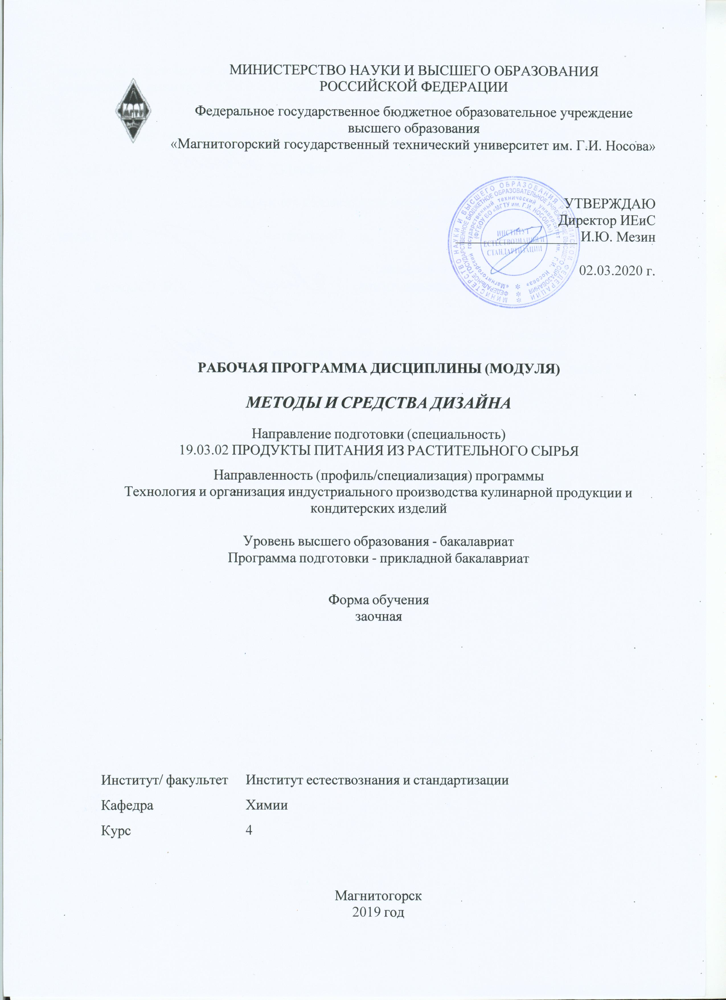 МИНИСТЕРСТВО НАУКИ И ВЫСШЕГО ОБРАЗОВАНИЯ
РОССИЙСКОЙ ФЕДЕРАЦИИ
Федеральное государственное бюджетное образовательное учреждение
высшего образования
«Магнитогорский государственный технический университет им. Г.И. Носова»
УТВЕРЖДАЮ
Директор ИЕиС
И.Ю. Мезин
02.03.2020 г.
МИНИСТЕРСТВО НАУКИ И ВЫСШЕГО ОБРАЗОВАНИЯ РОССИЙСКОЙ ФЕДЕРАЦИИ
ФЕДЕРАЛЬНОЕ ГОСУДАРСТВЕННОЕ БЮДЖЕТНОЕ ОБРАЗОВАТЕЛЬНОЕ УЧРЕЖДЕНИЕ ВЫСШЕГО ОБРАЗОВАНИЯ
«Магнитогорский государственный технический университет им. Г.И. Носова»
(ФГБОУ ВО «МГТУ им. Г.И. НОСОВА»)
ИНСТИТУТ
ЕСТЕСТВОЗНАНИЯ И
СТАНДАРТИЗАЦИИ
РАБОЧАЯ ПРОГРАММА ДИСЦИПЛИНЫ (МОДУЛЯ)
МЕТОДЫ И СРЕДСТВА ДИЗАЙНА
Направление подготовки (специальность)
19.03.02 ПРОДУКТЫ ПИТАНИЯ ИЗ РАСТИТЕЛЬНОГО СЫРЬЯ
Направленность (профиль/специализация) программы
Технология и организация индустриального производства кулинарной продукции и
кондитерских изделий
Уровень высшего образования - бакалавриат
Программа подготовки - прикладной бакалавриат
Форма обучения
заочная
Институт/ факультет Институт естествознания и стандартизации
Кафедра Химии
Курс 4
Магнитогорск
2019 год